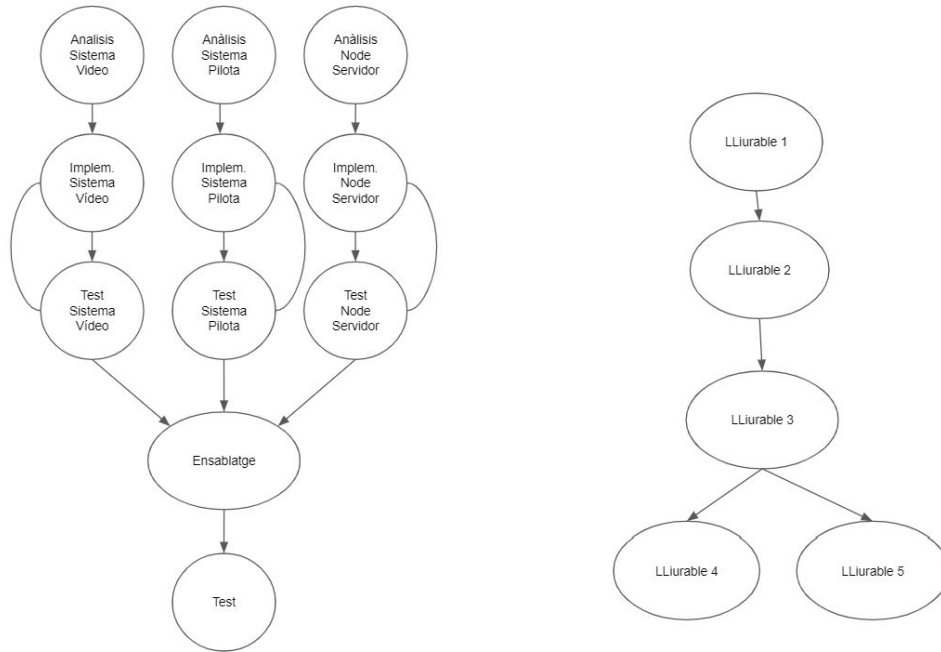 Analisis
Sistema
Video
Anàlisis
Sistema
Pilota
Anàlisis
Node
Servidor
Implem.
Sistema
Vídeo
Implem.
Sistema
Pilota
Implem.
Node
Servidor
Test
Sistema
Vídeo
Test
Sistema
Pilota
Test
Node
Servidor
Ensablatge
Test
LLiurable 1
LLiurable 2
LLiurable 3
LLiurable 4
LLiurable 5